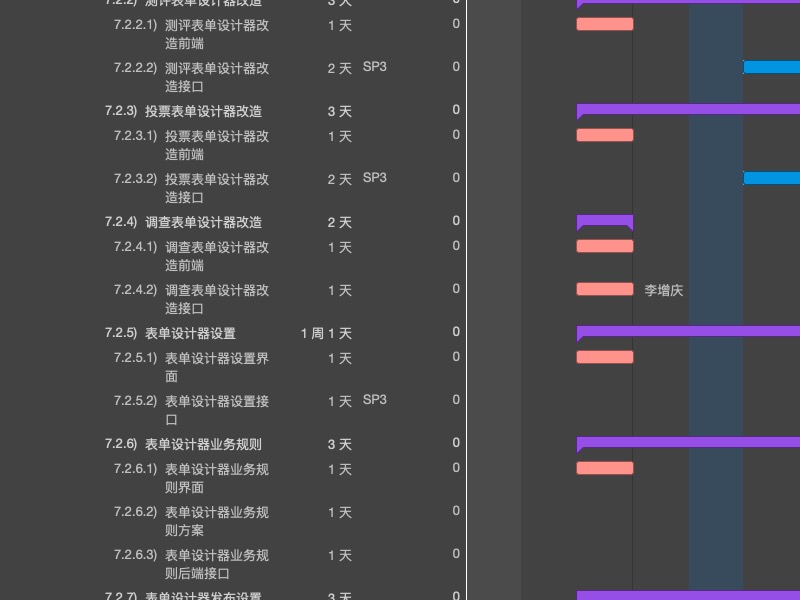 7.2.2) 测评表单设计器改造 3 天 0
7.2.2.1) 测评表单设计器改 1 天 0
造前端
7.2.2.2) 测评表单设计器改 2 天 SP3 0
造接口
7.2.3) 投票表单设计器改造 3 天 0
7.2.3.1) 投票表单设计器改 1 天 0
造前端
7.2.3.2) 投票表单设计器改 2 天 SP3 0
造接口
7.2.4) 调查表单设计器改造 2 天 0
7.2.4.1) 调查表单设计器改 1 天 0
造前端
7.2.4.2) 调查表单设计器改 1 天 0 李增庆
造接口
7.2.5) 表单设计器设置 1 周 1 天 0
7.2.5.1) 表单设计器设置界 1 天 0
面
7.2.5.2) 表单设计器设置接 1 天 SP3 0
口
7.2.6) 表单设计器业务规则 3 天 0
7.2.6.1) 表单设计器业务规 1 天 0
则界面
7.2.6.2) 表单设计器业务规 1 天 0
则方案
7.2.6.3) 表单设计器业务规 1 天 0
则后端接口
7.2.7) 表单设计器发布设置 3 天 0